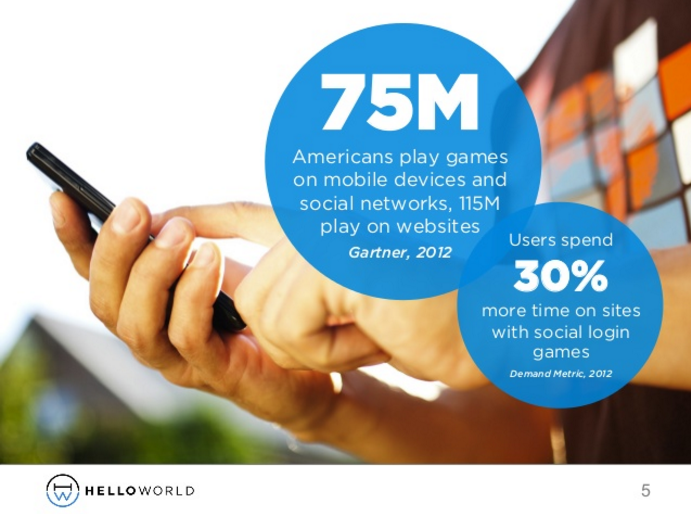 75M
Americans play games
on mobile devices and
social networks, 115M
play on websites
Gartner, 2012
Users spend
30%
more time on sites
with social login
games
Demand Metric, 2012
HELLOWORLD
5